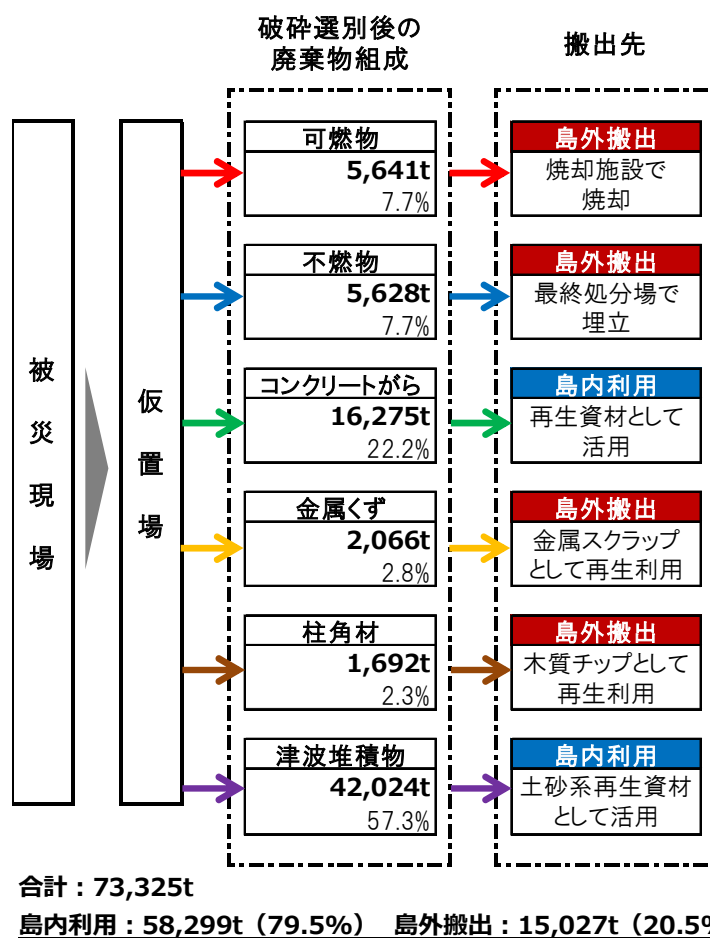 破砕選別後の
廃棄物組成
搬出先
被災現場
仮置場
可燃物
5,641t
7.7%
島外搬出
焼却施設で
焼却
不燃物
5,628t
7.7%
島外搬出
最終処分場で
埋立
コンクリートがら
16,275t
22.2%
島内利用
再生資材として
活用
金属くず
2,066t
2.8%
島外搬出
金属スクラップ
として再生利用
柱角材
1,692t
2.3%
島外搬出
木質チップとして
再生利用
津波堆積物
42,024t
57.3%
島内利用
土砂系再生資材
として活用
合計：73,325t
島内利用：58,299t（79.5%） 島外搬出：15,027t（20.5%